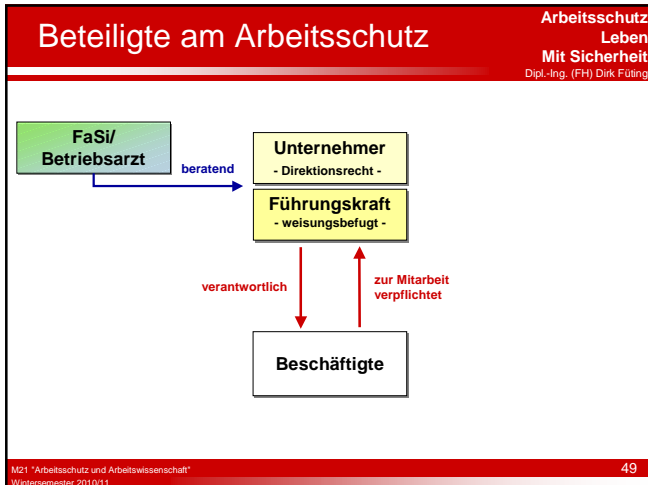 Beteiligte am Arbeitsschutz
Arbeitsschutz
Leben
Mit Sicherheit
Dipl.-Ing. (FH) Dirk Füting
FaSi/
Betriebsarzt
beratend
Unternehmer
- Direktionsrecht -
Führungskraft
- weisungsbefugt -
verantwortlich
zur Mitarbeit
verpflichtet
Beschäftigte
M21 "Arbeitsschutz und Arbeitswissenschaft"
Wintersemester 2010/11
49